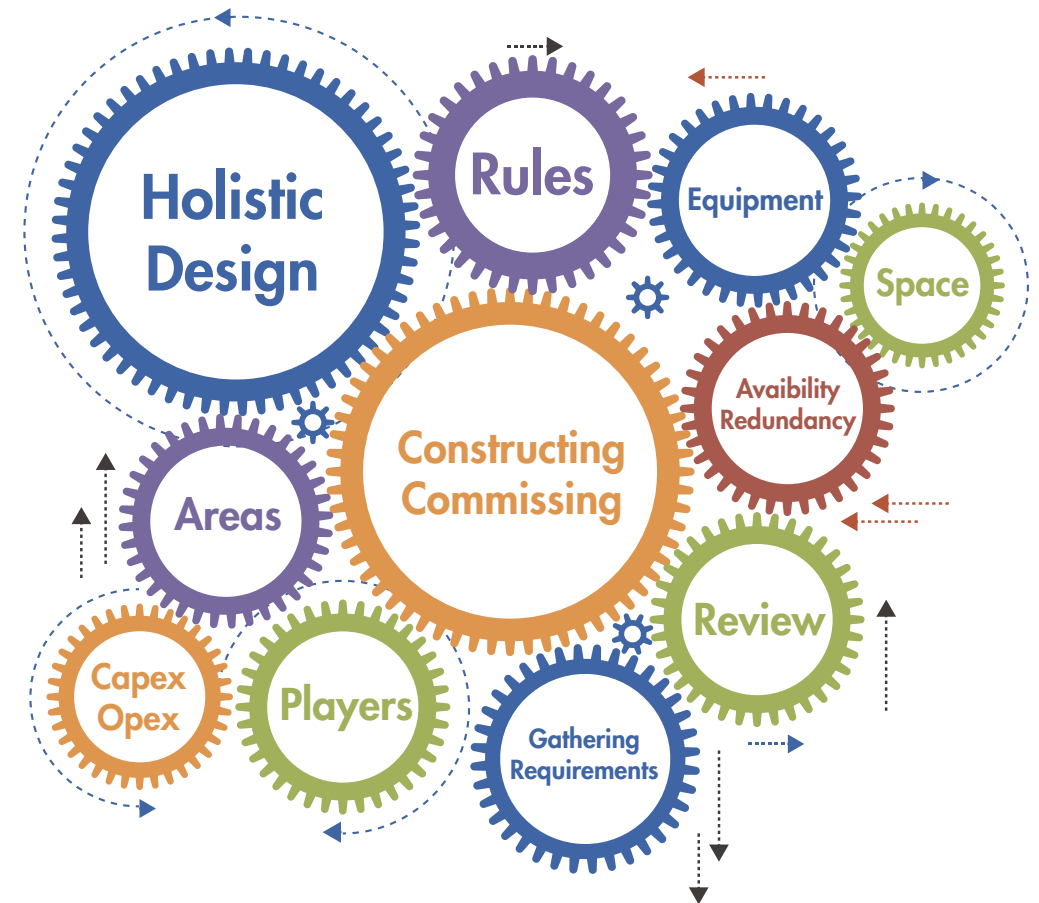 Holistic
Design
Rules
Equipment
Space
Avaibility
Redundancy
Constructing
Commissing
Areas
Capex
Opex
Players
Review
Gathering
Requirements